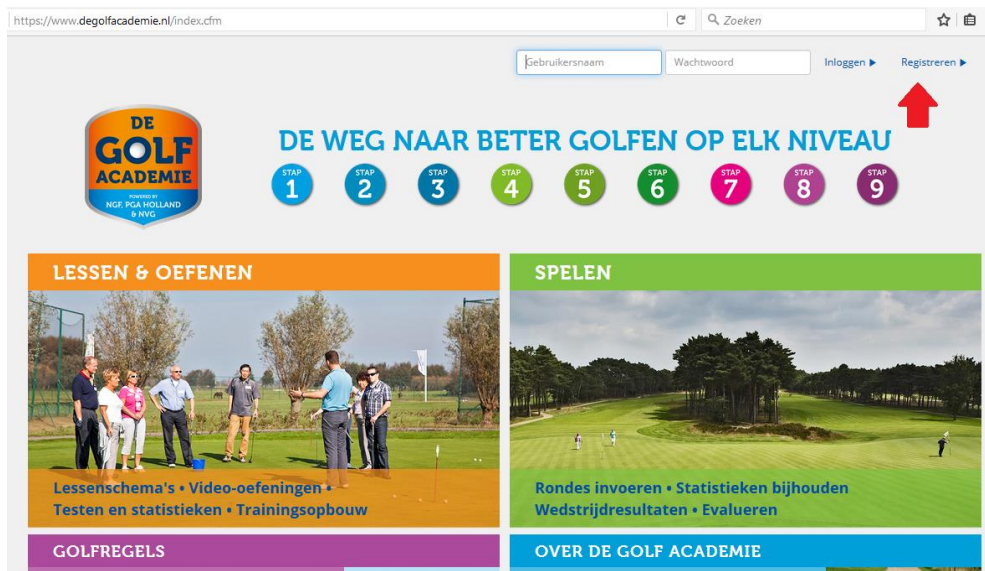 https://www.degolfacademie.nl/index.cfm
Zoeken
Gebruikersnaam
Wachtwoord
Inloggen
Registreren
DE
GOLF
ACADEMIE
POWERED BY
NGF, PGA HOLLAND
& NVG
DE WEG NAAR BETER GOLFEN OP ELK NIVEAU
STAP
1
STAP
2
STAP
3
STAP
4
STAP
5
STAP
6
STAP
7
STAP
8
STAP
9
LESSEN & OEFENEN
Lessenschema's • Video-oefeningen •
Testen en statistieken • Trainingsopbouw
SPELEN
Rondes invoeren • Statistieken bijhouden
Wedstrijdresultaten • Evalueren
GOLFREGELS
OVER DE GOLF ACADEMIE